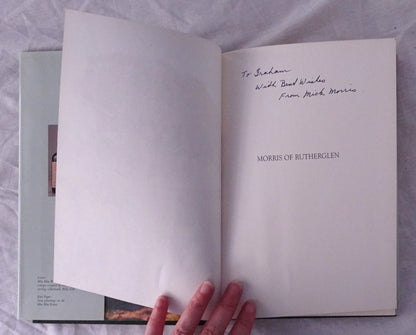 To Graham
With Best Wishes
From Mick Morris
MORRIS OF RUTHERGLEN